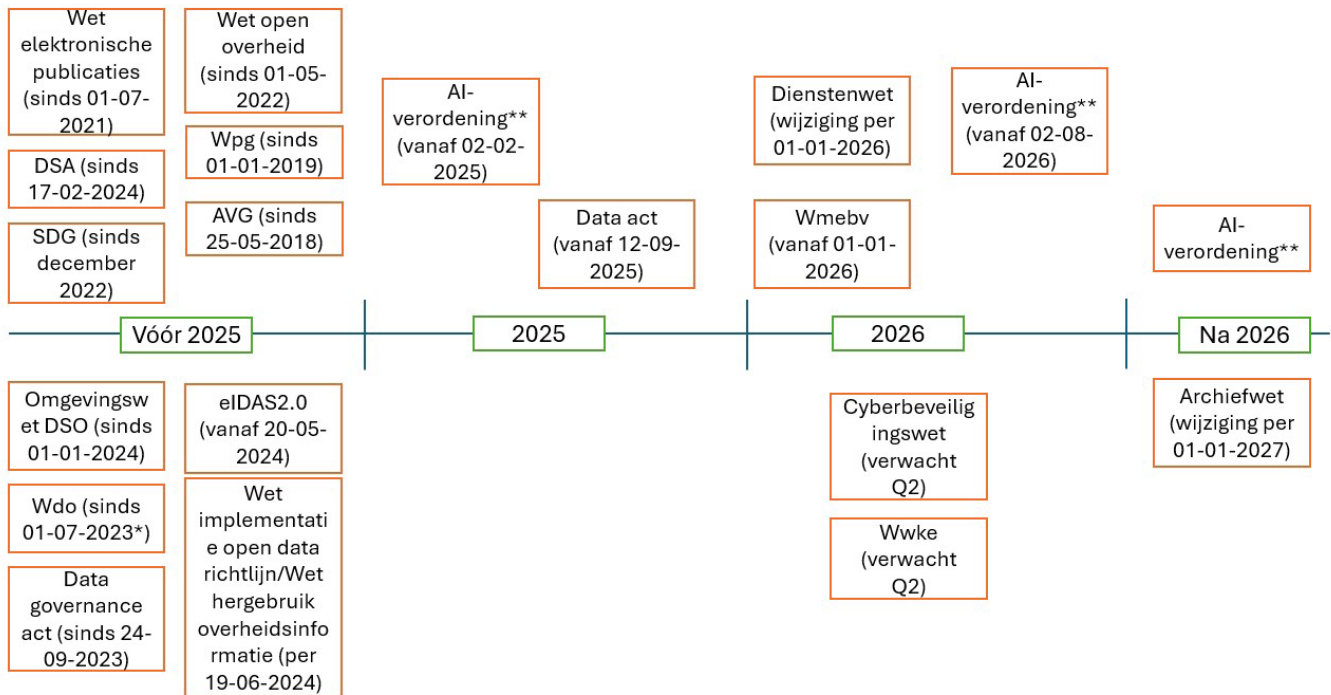 Wet
elektronische
publicaties
(sinds 01-07-
2021)
DSA (sinds
17-02-2024)
SDG (sinds
december
2022)
Wet open
overheid
(sinds 01-05-
2022)
Wpg (sinds
01-01-2019)
AVG (sinds
25-05-2018)
AI-
verordening**
(vanaf 02-02-
2025)
Data act
(vanaf 12-09-
2025)
Dienstenwet
(wijziging per
01-01-2026)
Wmebv
(vanaf 01-01-
2026)
AI-
verordening**
(vanaf 02-08-
2026)
AI-
verordening**
Vóór 2025
2025
2026
Na 2026
Omgevingsw
et DSO (sinds
01-01-2024)
Wdo (sinds
01-07-2023*)
Data
governance
act (sinds 24-
09-2023)
eIDAS2.0
(vanaf 20-05-
2024)
Wet
implementati
e open data
richtlijn/Wet
hergebruik
overheidsinfo
rmatie (per
19-06-2024)
Cyberbeveilig
ingswet
(verwacht
Q2)
Wwke
(verwacht
Q2)
Archiefwet
(wijziging per
01-01-2027)